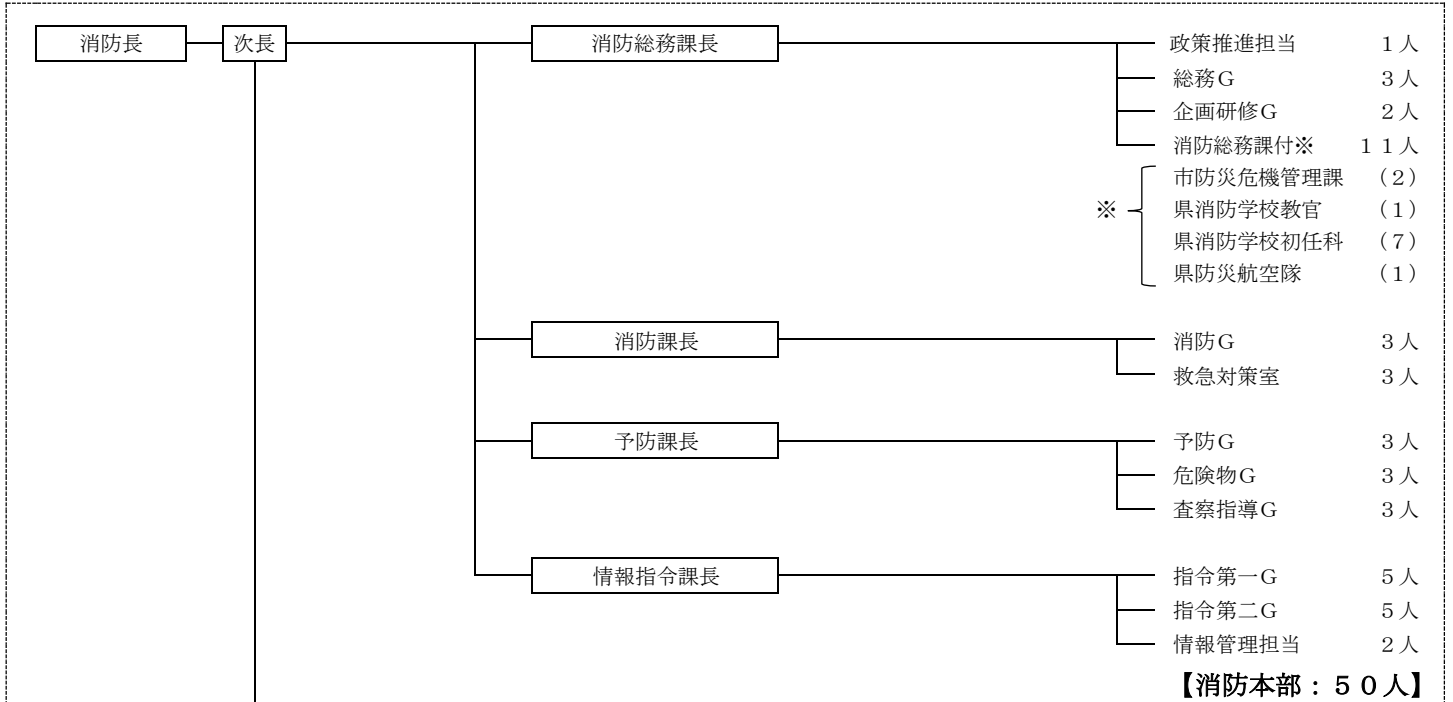 消防長 次長 消防総務課長 政策推進担当 1人
総務G 3人
企画研修G 2人
消防総務課付※ 11人
市防災危機管理課 (2)
※ 県消防学校教官 (1)
県消防学校初任科 (7)
県防災航空隊 (1)
消防課長 消防G 3人
救急対策室 3人
予防課長 予防G 3人
危険物G 3人
査察指導G 3人
情報指令課長 指令第一G 5人
指令第二G 5人
情報管理担当 2人
【消防本部:50人】